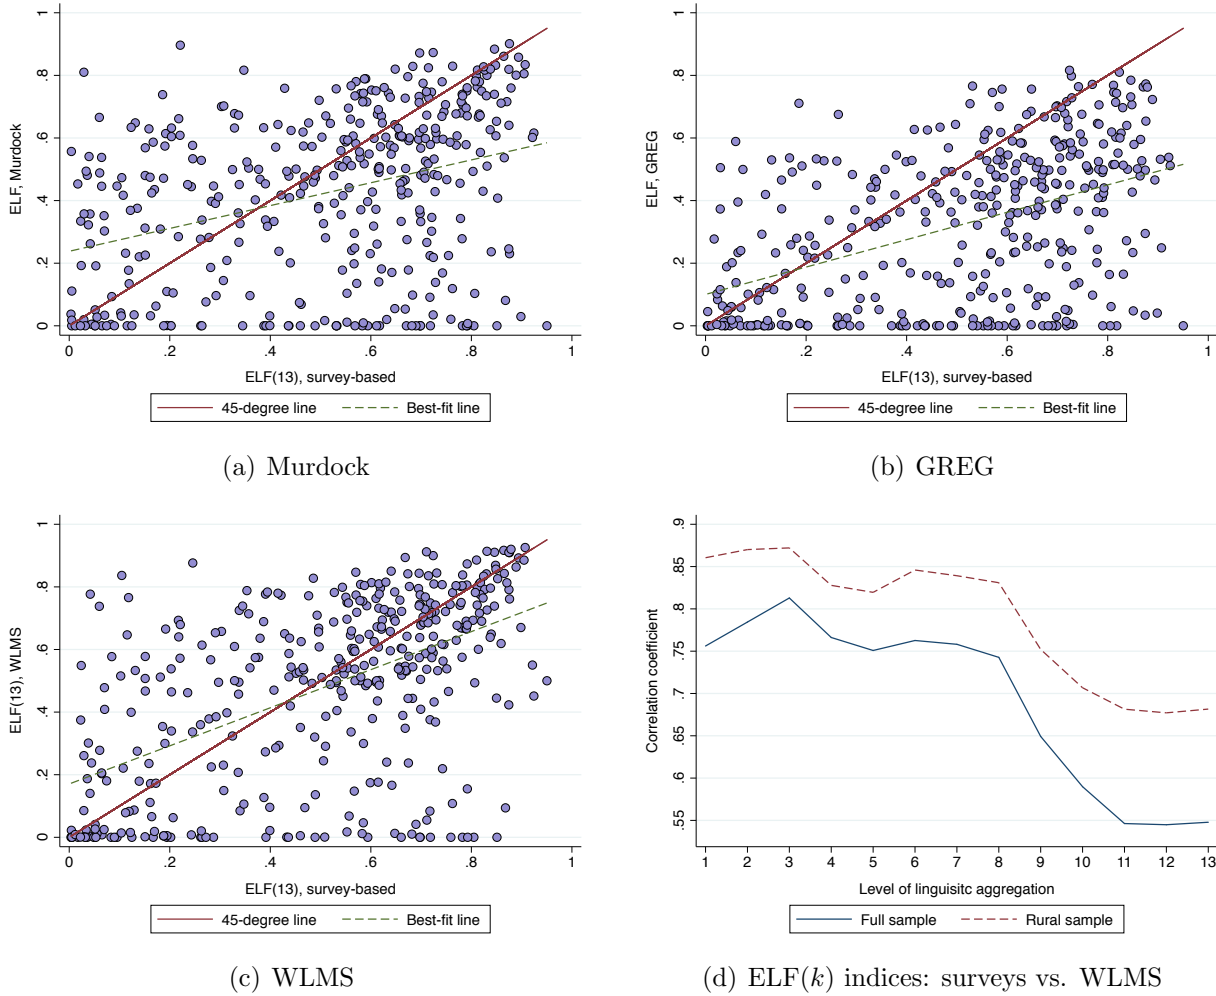 1
.8
.6
.4
.2
0
ELF, Murdock
0 .2 .4 .6 .8 1
ELF(13), survey-based
45-degree line Best-fit line
(a) Murdock
1
.8
.6
.4
.2
0
ELF, GREG
0 .2 .4 .6 .8 1
ELF(13), survey-based
45-degree line Best-fit line
(b) GREG
1
.8
.6
.4
.2
0
ELF(13), WLMS
0 .2 .4 .6 .8 1
ELF(13), survey-based
45-degree line Best-fit line
(c) WLMS
.9
.85
.8
.75
.7
.65
.6
.55
Correlation coefficient
1 2 3 4 5 6 7 8 9 10 11 12 13
Level of linguisitc aggregation
Full sample Rural sample
(d) ELF(k) indices: surveys vs. WLMS